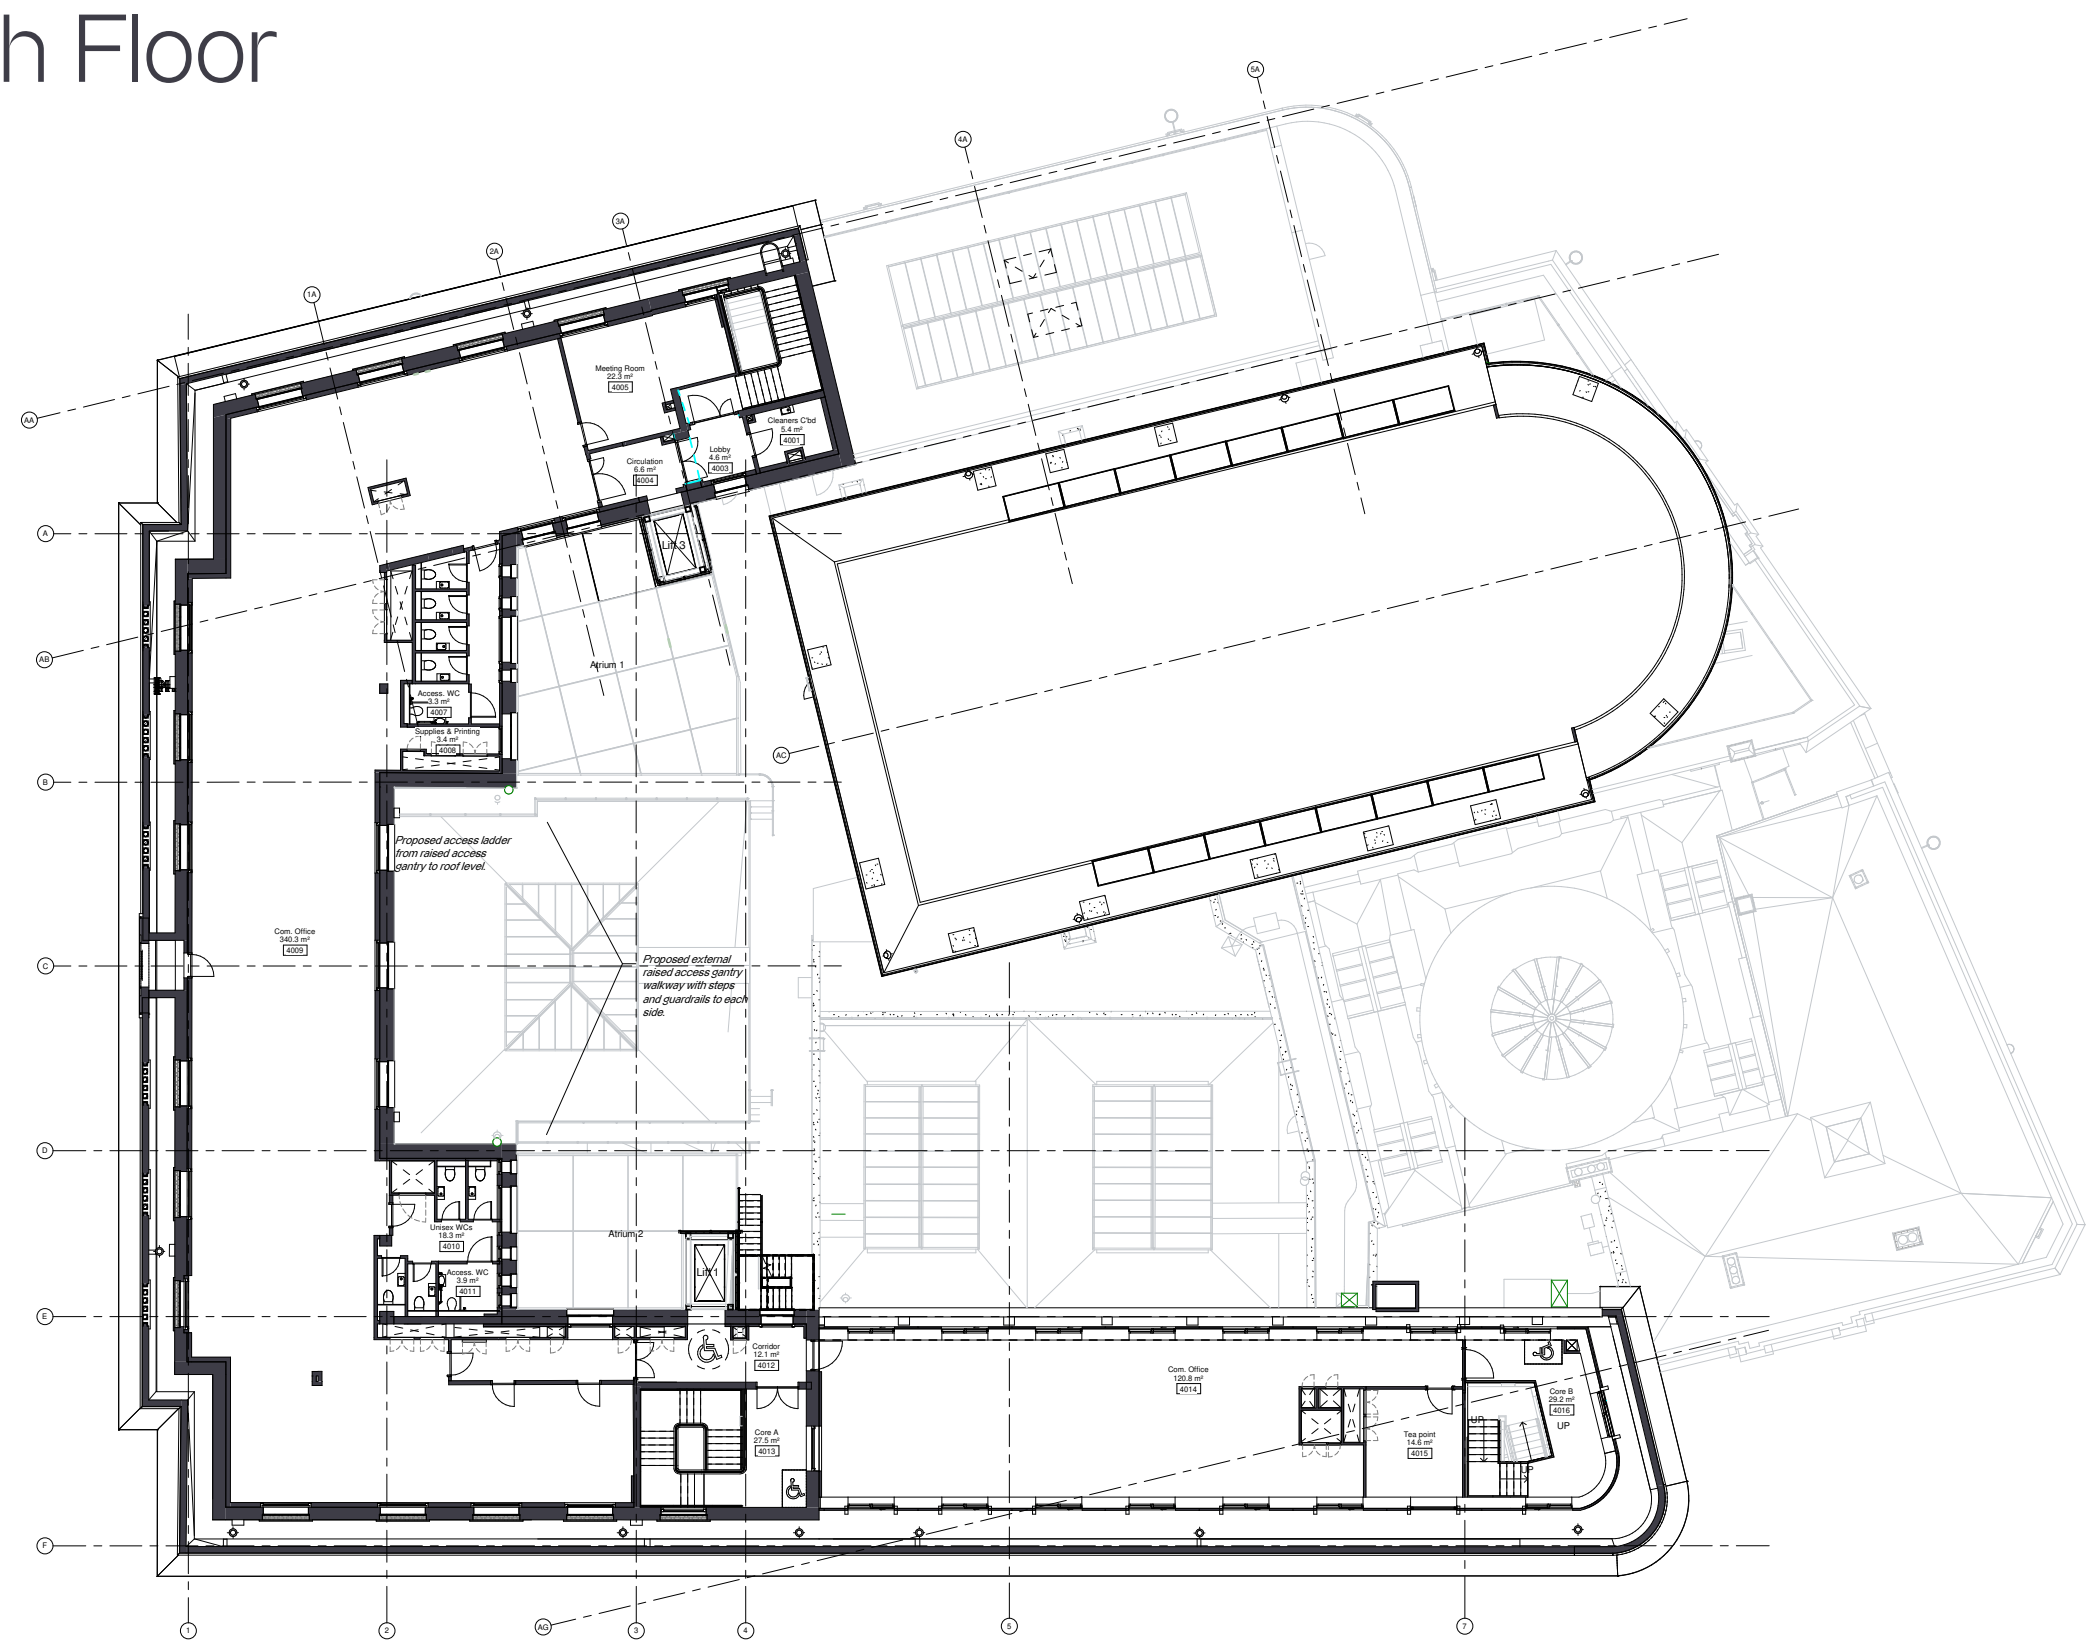 h Floor
5A
4A
3A
2A
1A
AA
Meeting Room
22.3 m²
4005
Cleaners C'bd
5.4 m²
4001
Lobby
4.6 m²
4003
Circulation
6.6 m²
4004
A
Lift 3
AB
Atrium 1
Access. WC
3.3 m²
4007
Supplies & Printing
3.4 m²
4008
AC
B
Proposed access ladder
from raised access
gantry to roof level.
Com. Office
340.3 m²
4009
C
Proposed external
raised access gantry
walkway with steps
and guardrails to each
side.
D
Unisex WCs
18.3 m²
4010
Atrium 2
Access. WC
3.9 m²
4011
Lift 1
E
Corridor
12.1 m²
4012
Com. Office
120.8 m²
4014
Core B
29.2 m²
4016
UP
UP
UP
Core A
27.5 m²
4013
Tea point
14.6 m²
4015
F
1
2
AG
3
4
5
7